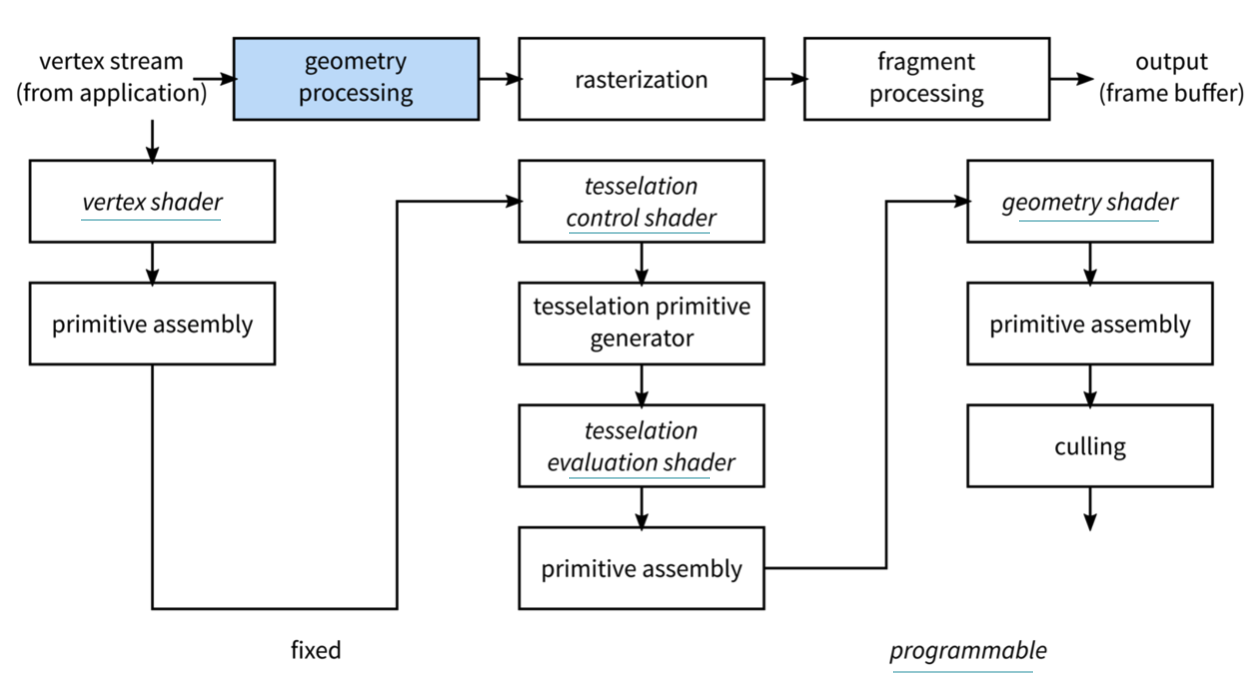 vertex stream
(from application)
geometry
processing
rasterization
fragment
processing
output
(frame buffer)
vertex shader
primitive assembly
tesselation
control shader
tesselation primitive
generator
tesselation
evaluation shader
primitive assembly
geometry shader
primitive assembly
culling
fixed
programmable